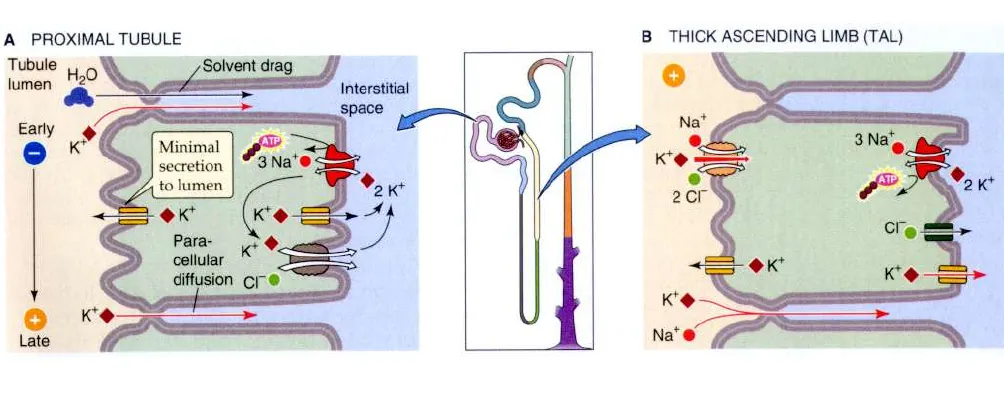 A PROXIMAL TUBULE
Tubule
lumen
H2O
Solvent drag
Interstitial
space
Early
K+
Minimal
secretion
to lumen
ATP
3 Na+
2 K+
K+
K+
Para-
cellular
diffusion
K+
Cl–
K+
Late
B THICK ASCENDING LIMB (TAL)
Na+
K+
2 Cl–
3 Na+
ATP
2 K+
Cl–
K+
K+
K+
Na+